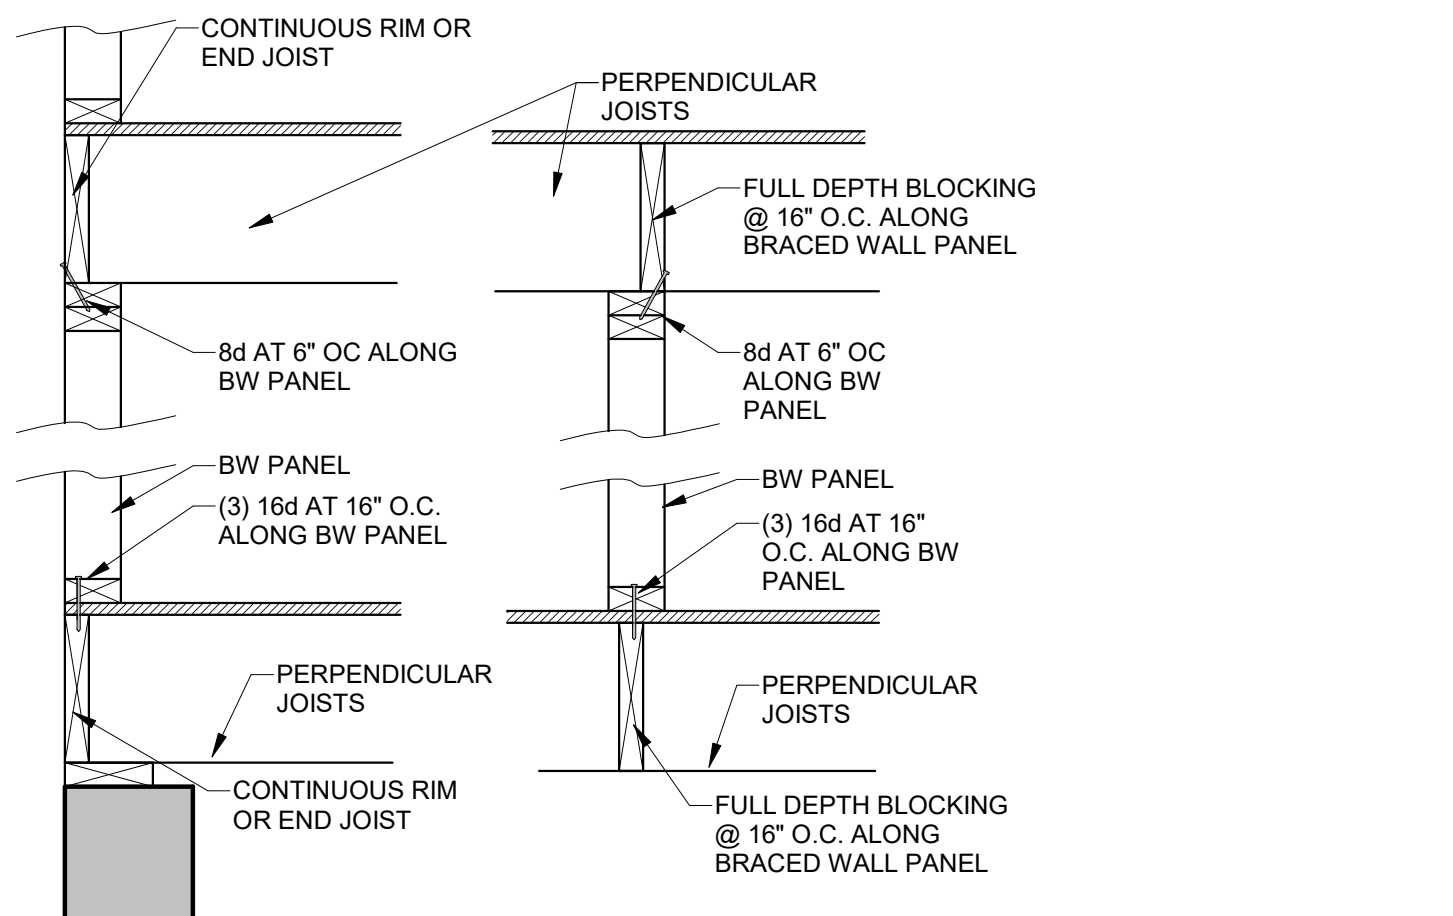 CONTINUOUS RIM OR
END JOIST
PERPENDICULAR
JOISTS
FULL DEPTH BLOCKING
@ 16" O.C. ALONG
BRACED WALL PANEL
8d AT 6" OC ALONG
BW PANEL
8d AT 6" OC
ALONG BW
PANEL
BW PANEL
(3) 16d AT 16" O.C.
ALONG BW PANEL
BW PANEL
(3) 16d AT 16"
O.C. ALONG BW
PANEL
PERPENDICULAR
JOISTS
PERPENDICULAR
JOISTS
CONTINUOUS RIM
OR END JOIST
FULL DEPTH BLOCKING
@ 16" O.C. ALONG
BRACED WALL PANEL